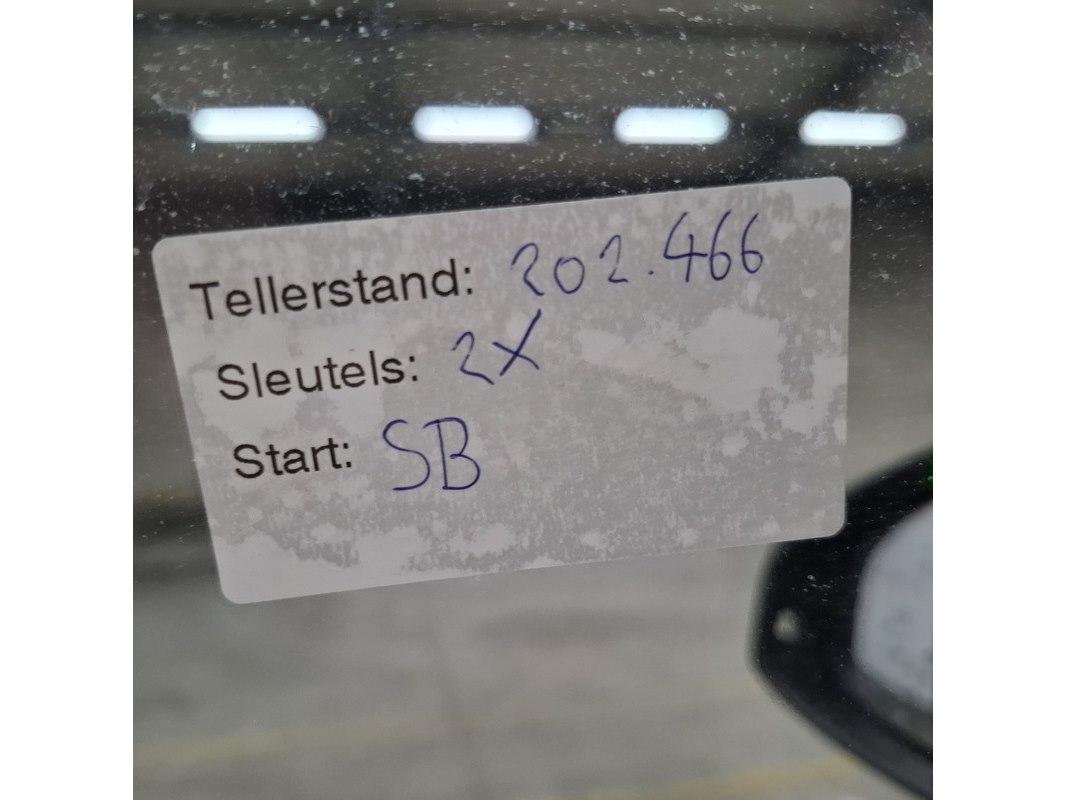 Tellerstand: 202.466
Sleutels: 2X
Start: SB